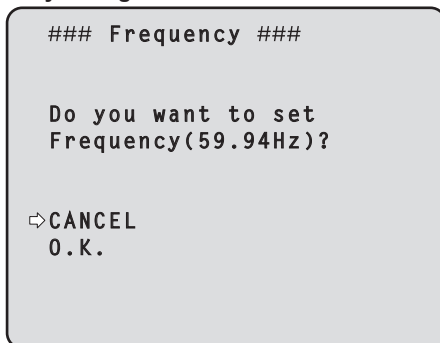 ### Frequency ###
Do you want to set
Frequency(59.94Hz)?
⇨CANCEL
O.K.